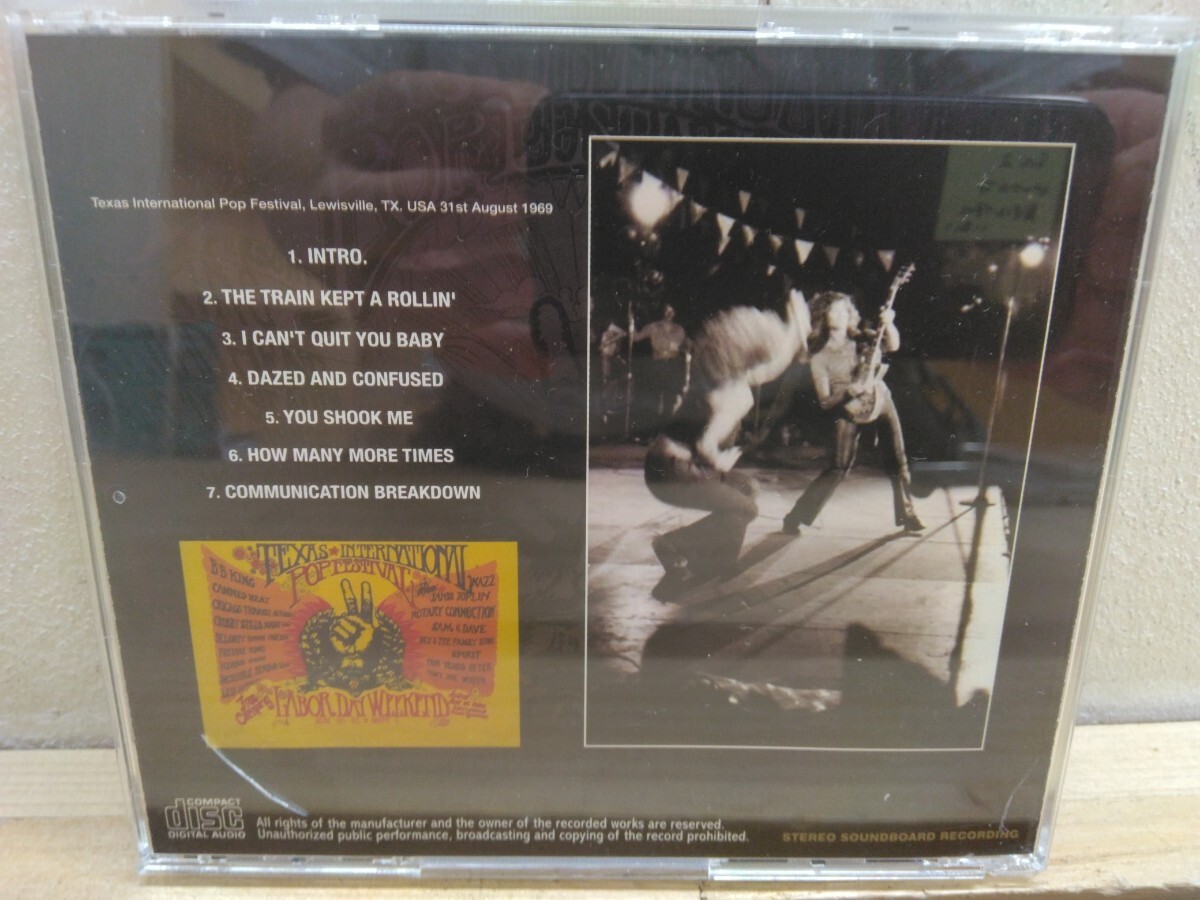 Texas International Pop Festival, Lewisville, TX. USA 31st August 1969
1. INTRO.
2. THE TRAIN KEPT A ROLLIN'
3. I CAN'T QUIT YOU BABY
4. DAZED AND CONFUSED
5. YOU SHOOK ME
6. HOW MANY MORE TIMES
7. COMMUNICATION BREAKDOWN
TEXAS INTERNATIONAL
POP FESTIVAL
B.B. KING
CANNED HEAT
JANIS JOPLIN
ROTARY CONNECTION
SAM & DAVE
SPIRIT
TEN YEARS AFTER
LABOR DAY WEEKEND
COMPACT
disc
DIGITAL AUDIO
All rights of the manufacturer and the owner of the recorded works are reserved.
Unauthorized public performance, broadcasting and copying of the record prohibited.
STEREO SOUNDBOARD RECORDING